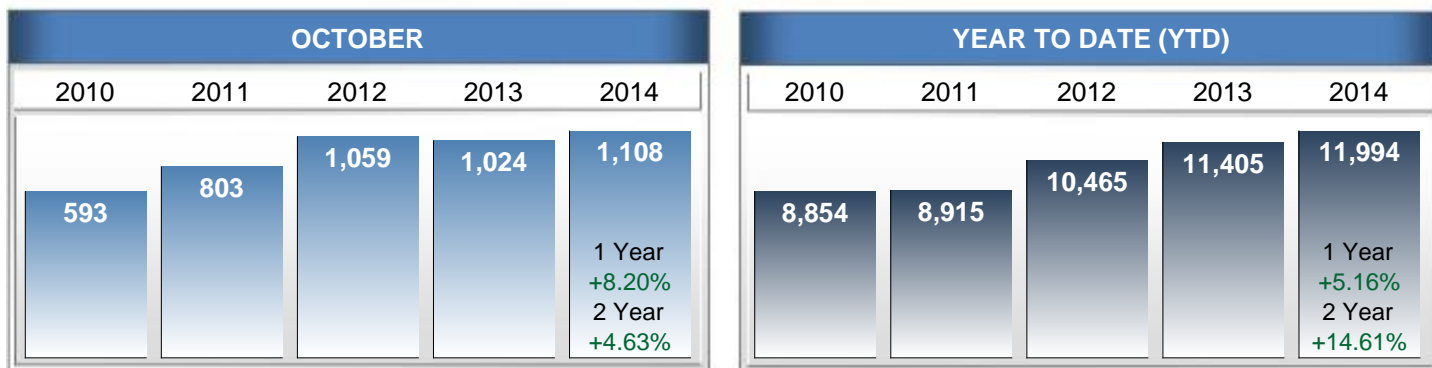 OCTOBER
2010 2011 2012 2013 2014
593 803 1,059 1,024 1,108
1 Year
+8.20%
2 Year
+4.63%
YEAR TO DATE (YTD)
2010 2011 2012 2013 2014
8,854 8,915 10,465 11,405 11,994
1 Year
+5.16%
2 Year
+14.61%